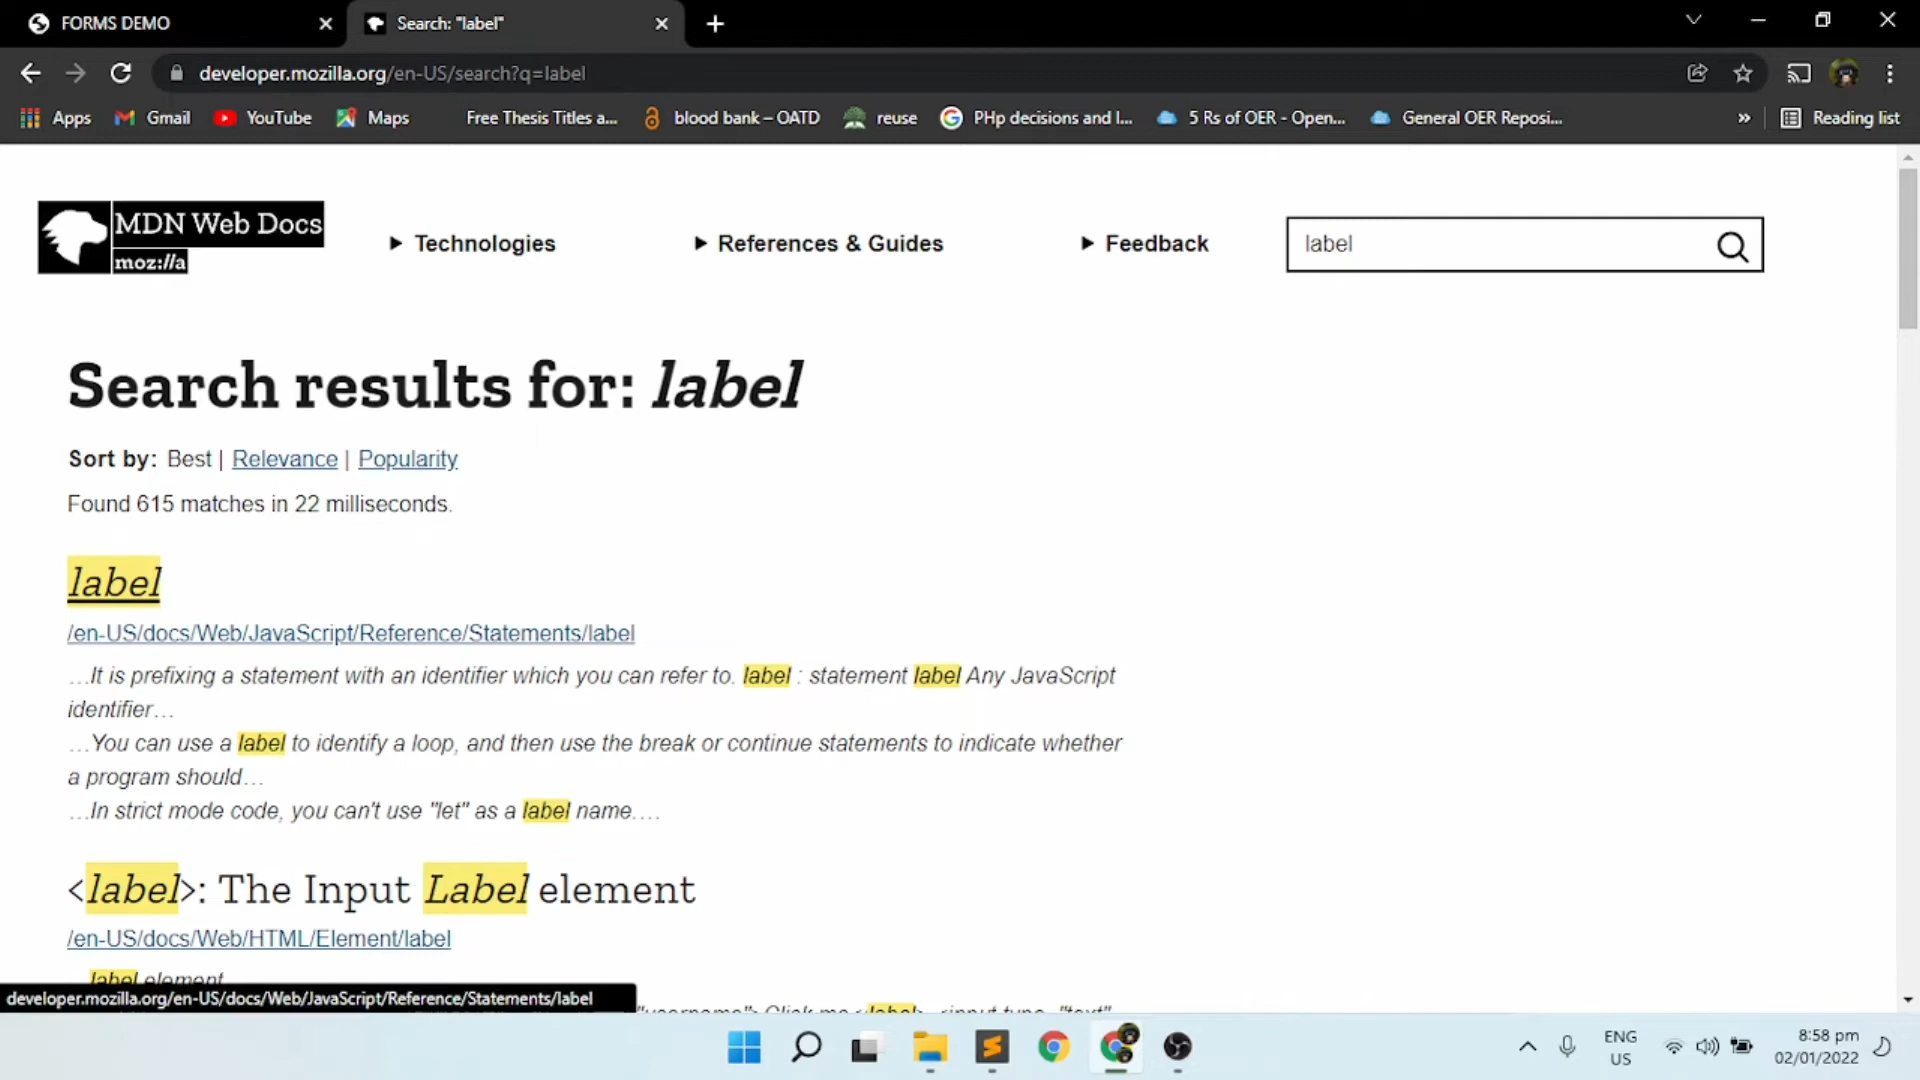 FORMS DEMO
Search: "label"
developer.mozilla.org/en-US/search?q=label
Apps Gmail YouTube Maps Free Thesis Titles a... blood bank – OATD reuse PHp decisions and l... 5 Rs of OER - Open... General OER Reposi... » Reading list
MDN Web Docs
moz://a
Technologies References & Guides Feedback label
Search results for: label
Sort by: Best | Relevance | Popularity
Found 615 matches in 22 milliseconds.
label
/en-US/docs/Web/JavaScript/Reference/Statements/label
…It is prefixing a statement with an identifier which you can refer to. label : statement label Any JavaScript
identifier…
…You can use a label to identify a loop, and then use the break or continue statements to indicate whether
a program should…
…In strict mode code, you can't use "let" as a label name.…
<label>: The Input Label element
/en-US/docs/Web/HTML/Element/label
label element
developer.mozilla.org/en-US/docs/Web/JavaScript/Reference/Statements/label
ENG
US
8:58 pm
02/01/2022